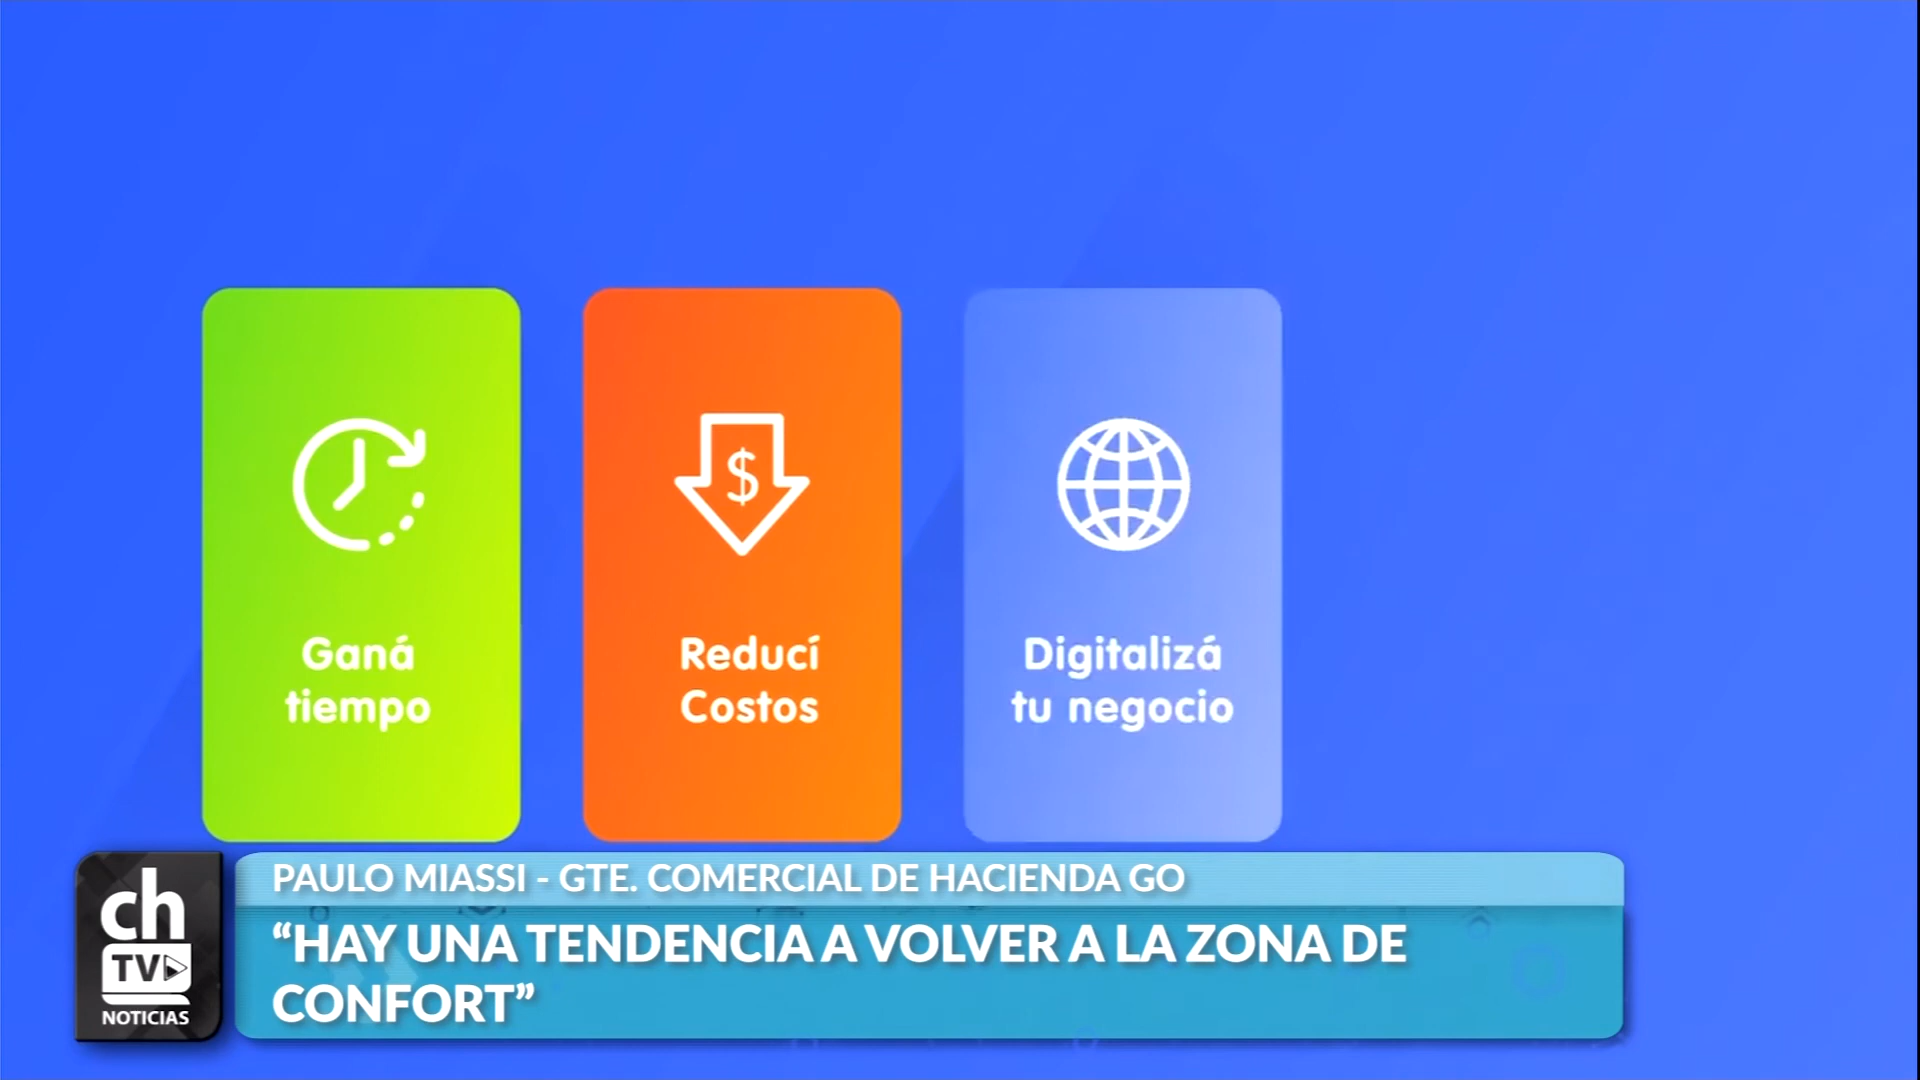 Ganá
tiempo
$
Reducí
Costos
Digitalizá
tu negocio
ch
TV
NOTICIAS
PAULO MIASSI - GTE. COMERCIAL DE HACIENDA GO
“HAY UNA TENDENCIA A VOLVER A LA ZONA DE
CONFORT”